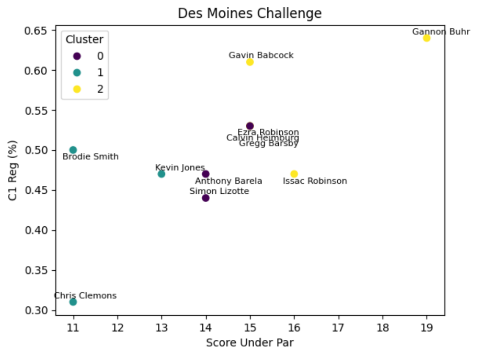 Des Moines Challenge
Cluster
0
1
2
Gannon Buhr
Gavin Babcock
Ezra Robinson
Calvin Heimburg
Gregg Barsby
Brodie Smith
Kevin Jones
Anthony Barela
Issac Robinson
Simon Lizotte
Chris Clemons
C1 Reg (%)
0.65
0.60
0.55
0.50
0.45
0.40
0.35
0.30
11 12 13 14 15 16 17 18 19
Score Under Par